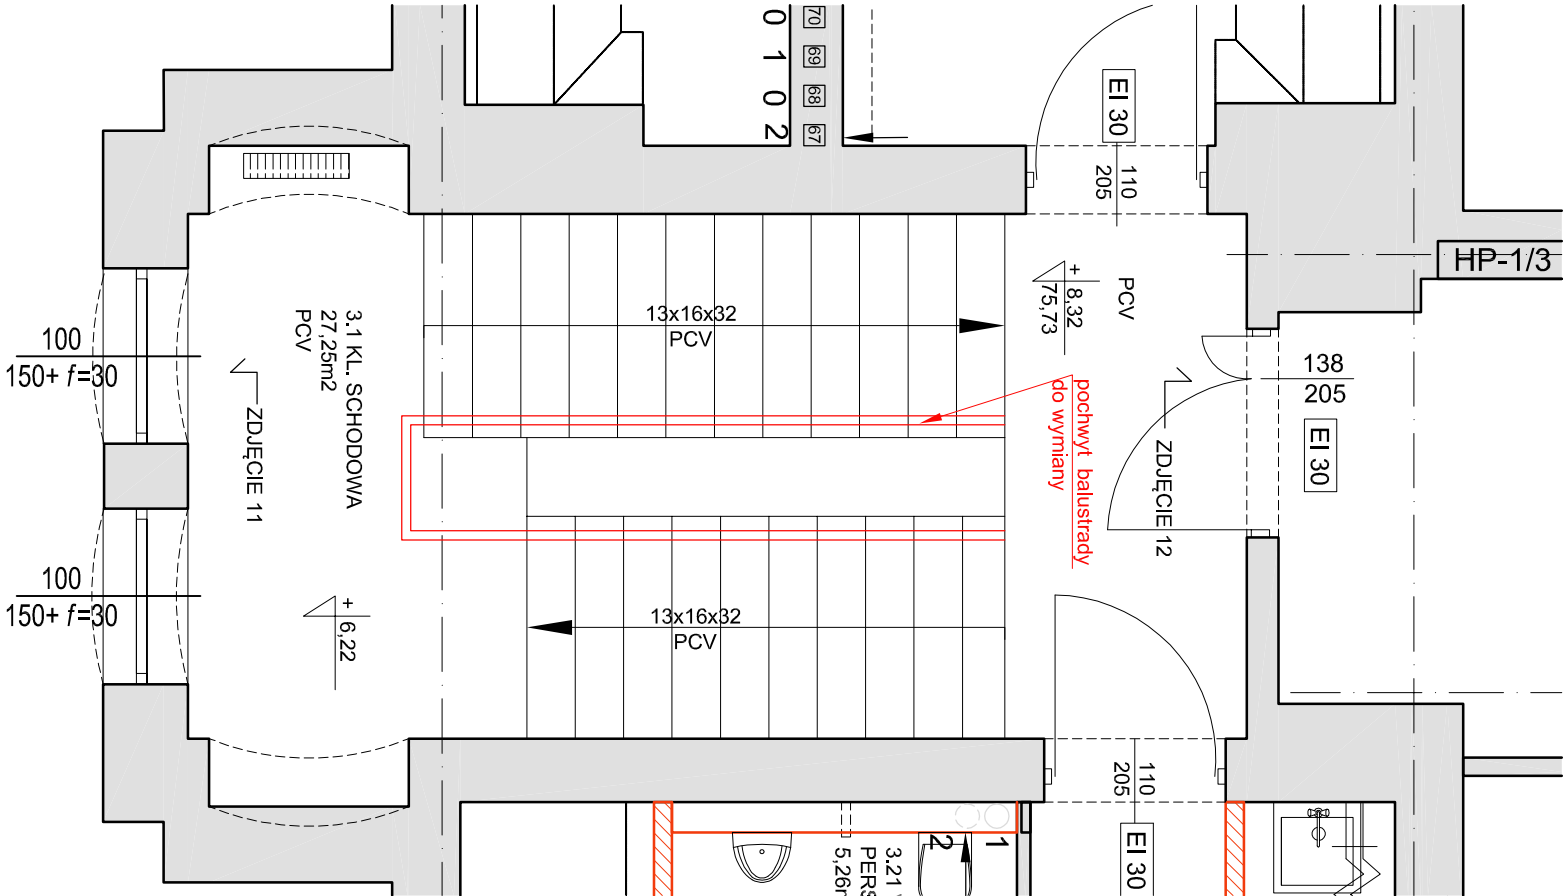 70
69
68
67
0 1 0 2
EI 30
110
205
HP-1/3
PCV
+ 8,32
75,73
13x16x32
PCV
3.1 KL. SCHODOWA
27,25m2
PCV
100
150+ f=30
ZDJĘCIE 11
pochwyt balustrady
do wymiany
ZDJĘCIE 12
138
205
EI 30
100
150+ f=30
+ 6,22
13x16x32
PCV
110
205
EI 30
1
2
3.21